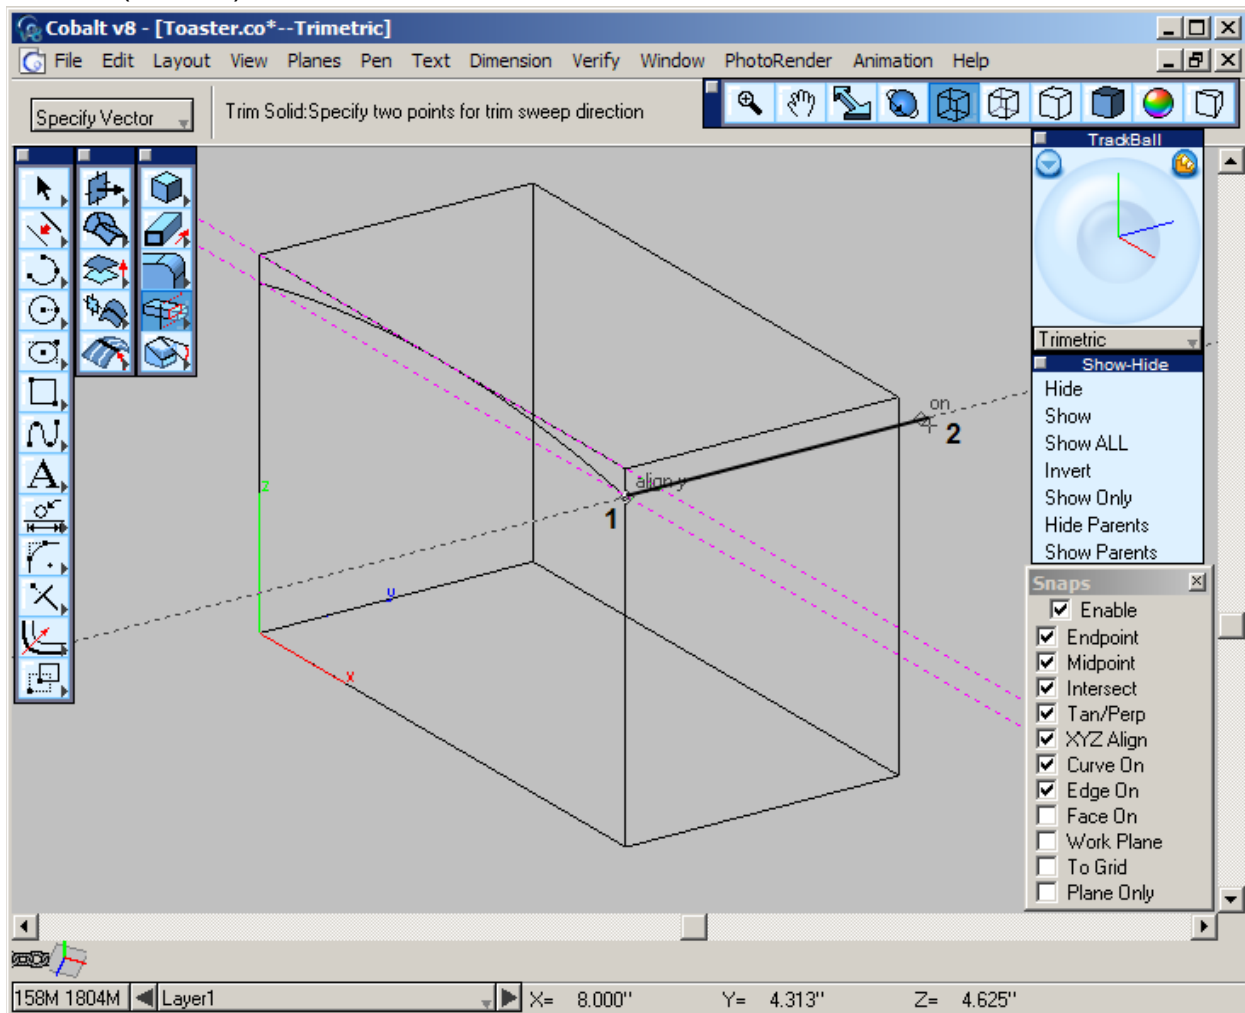 Cobalt v8 - [Toaster.co*--Trimetric]
File Edit Layout View Planes Pen Text Dimension Verify Window PhotoRender Animation Help
Specify Vector
Trim Solid:Specify two points for trim sweep direction
TrackBall
Trimetric
Show-Hide
Hide
Show
Show ALL
Invert
Show Only
Hide Parents
Show Parents
on
2
align y
1
z
y
x
A
Snaps
Enable
Endpoint
Midpoint
Intersect
Tan/Perp
XYZ Align
Curve On
Edge On
Face On
Work Plane
To Grid
Plane Only
158M 1804M Layer1 X= 8.000" Y= 4.313" Z= 4.625"